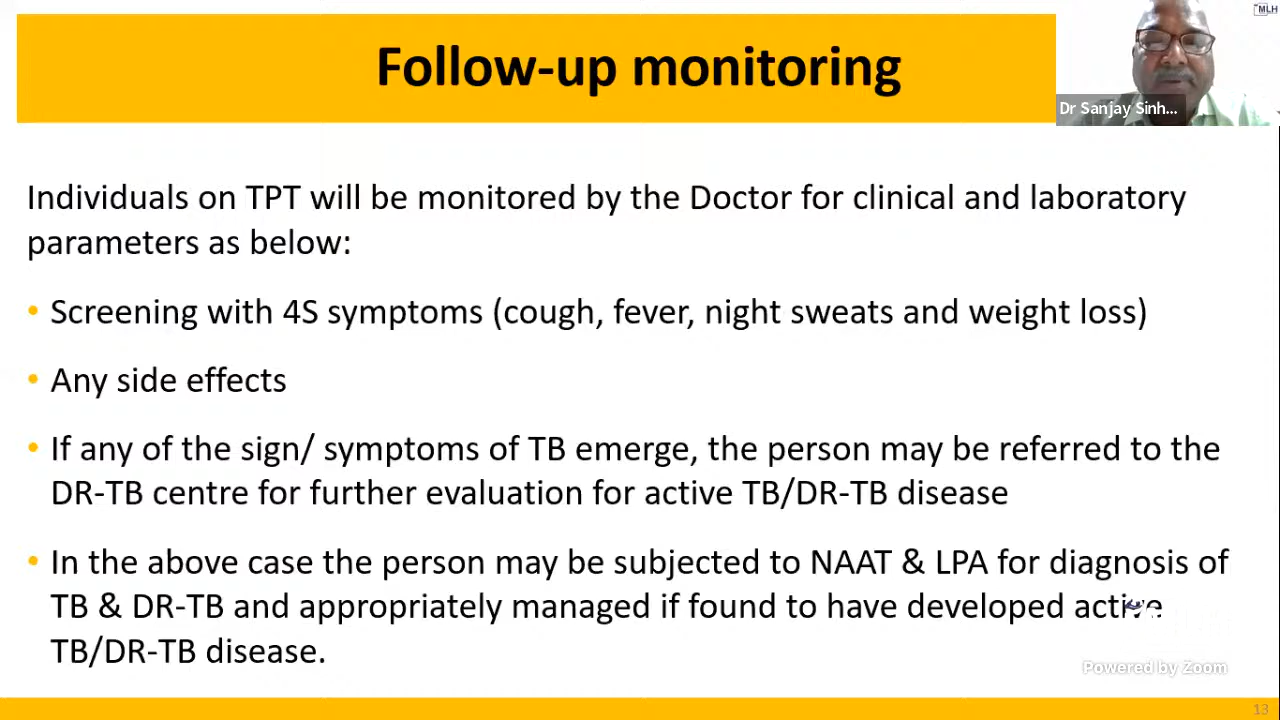 MLH
Follow-up monitoring
Dr Sanjay Sinh...
Individuals on TPT will be monitored by the Doctor for clinical and laboratory
parameters as below:
• Screening with 4S symptoms (cough, fever, night sweats and weight loss)
• Any side effects
• If any of the sign/ symptoms of TB emerge, the person may be referred to the
DR-TB centre for further evaluation for active TB/DR-TB disease
• In the above case the person may be subjected to NAAT & LPA for diagnosis of
TB & DR-TB and appropriately managed if found to have developed active
TB/DR-TB disease.
Powered by Zoom
13